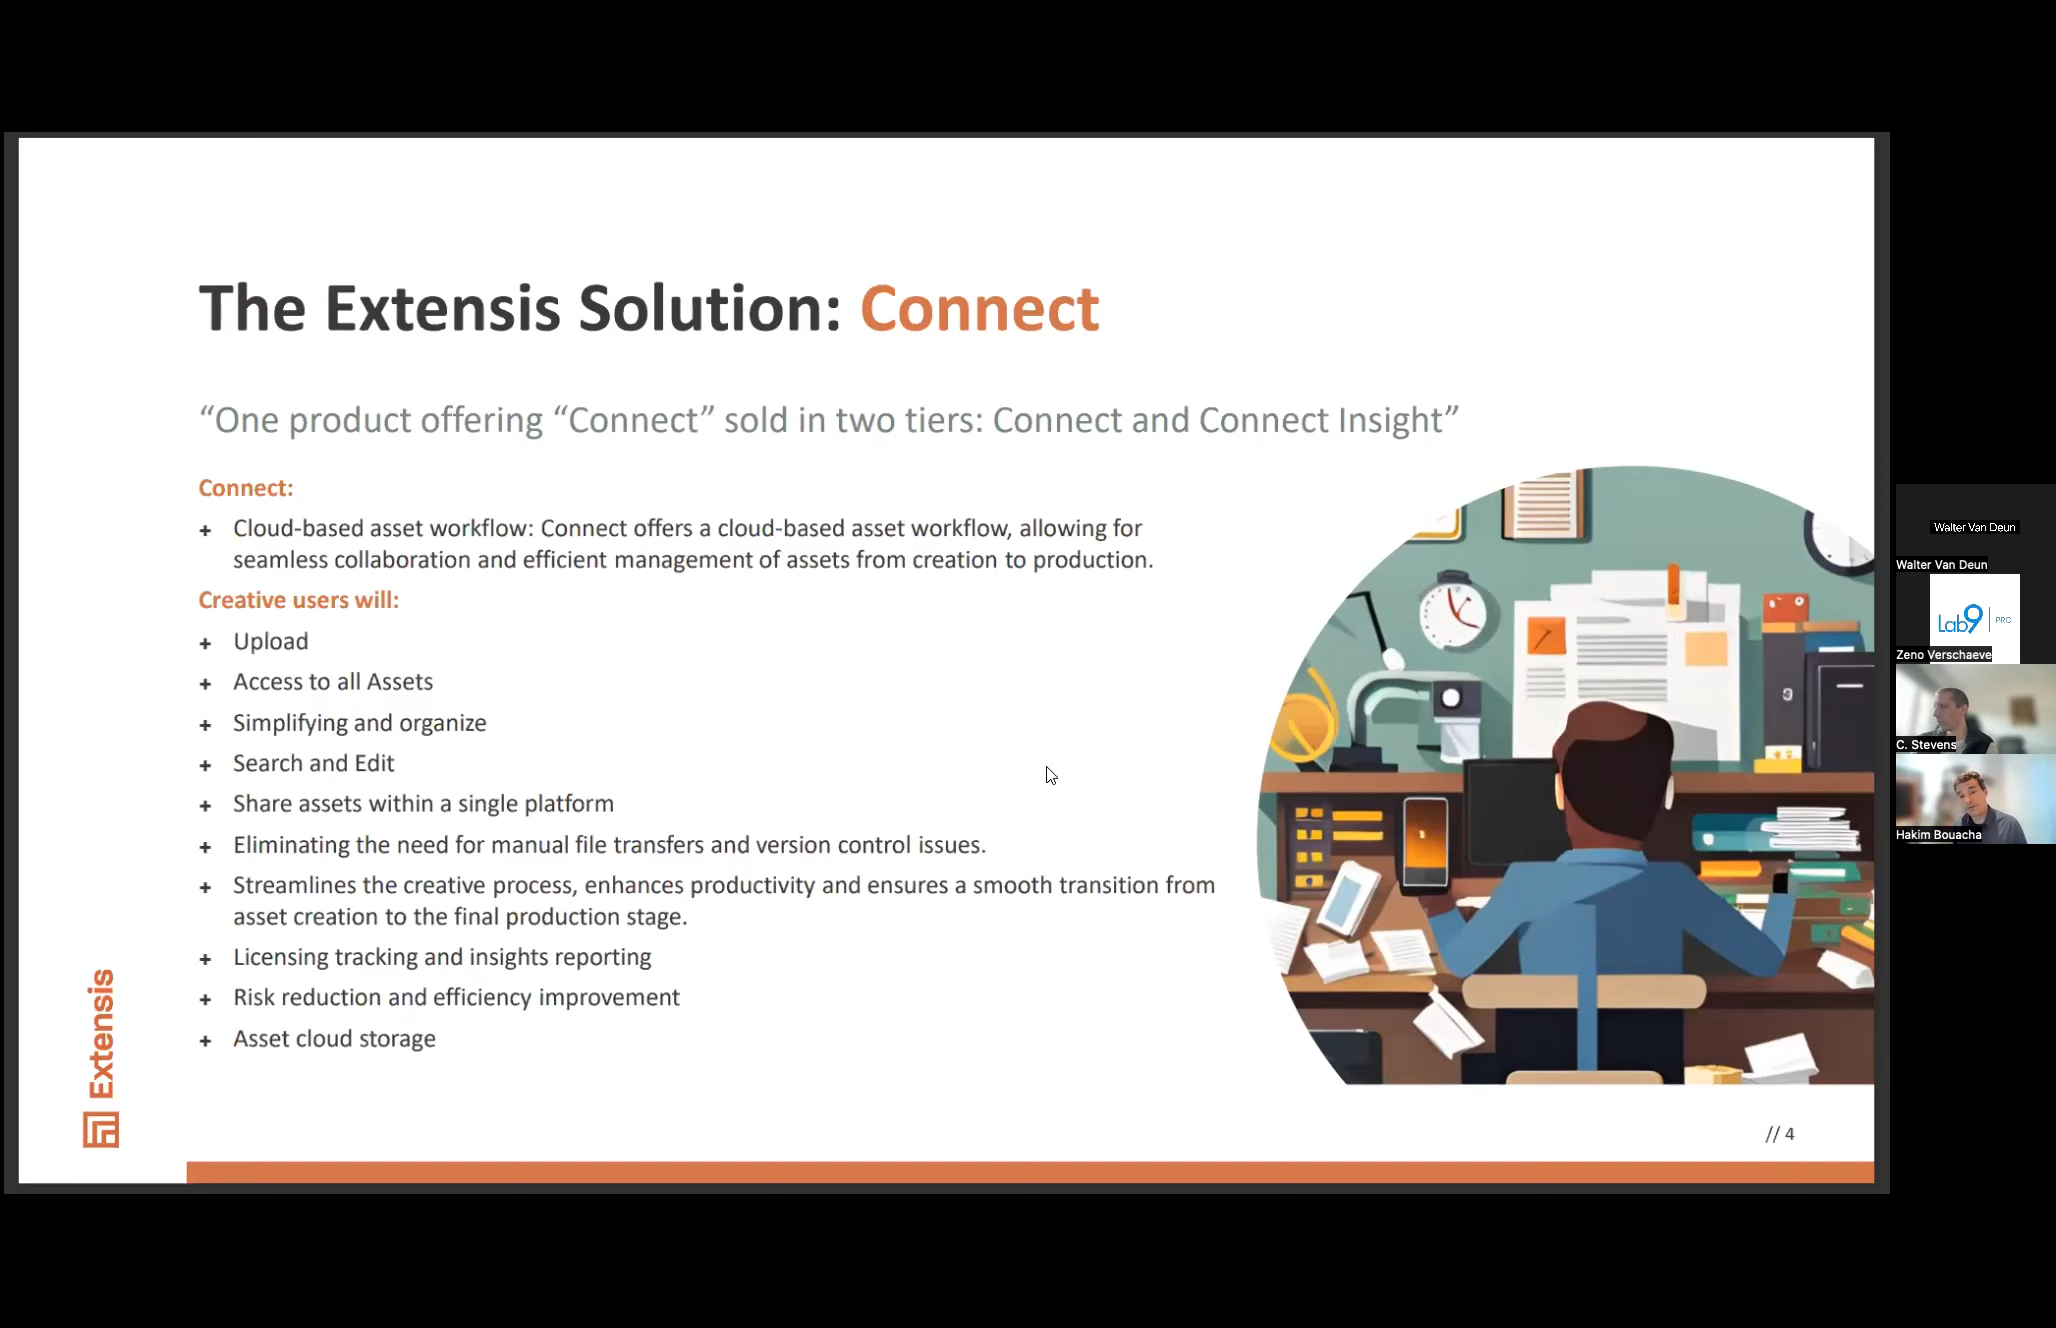 The Extensis Solution: Connect
“One product offering “Connect” sold in two tiers: Connect and Connect Insight”
Connect:
+ Cloud-based asset workflow: Connect offers a cloud-based asset workflow, allowing for
seamless collaboration and efficient management of assets from creation to production.
Creative users will:
+ Upload
+ Access to all Assets
+ Simplifying and organize
+ Search and Edit
+ Share assets within a single platform
+ Eliminating the need for manual file transfers and version control issues.
+ Streamlines the creative process, enhances productivity and ensures a smooth transition from
asset creation to the final production stage.
+ Licensing tracking and insights reporting
+ Risk reduction and efficiency improvement
+ Asset cloud storage
Extensis
// 4
Walter Van Deun
Walter Van Deun
Lab9 | PRO
Zeno Verschaeve
C. Stevens
Hakim Bouacha